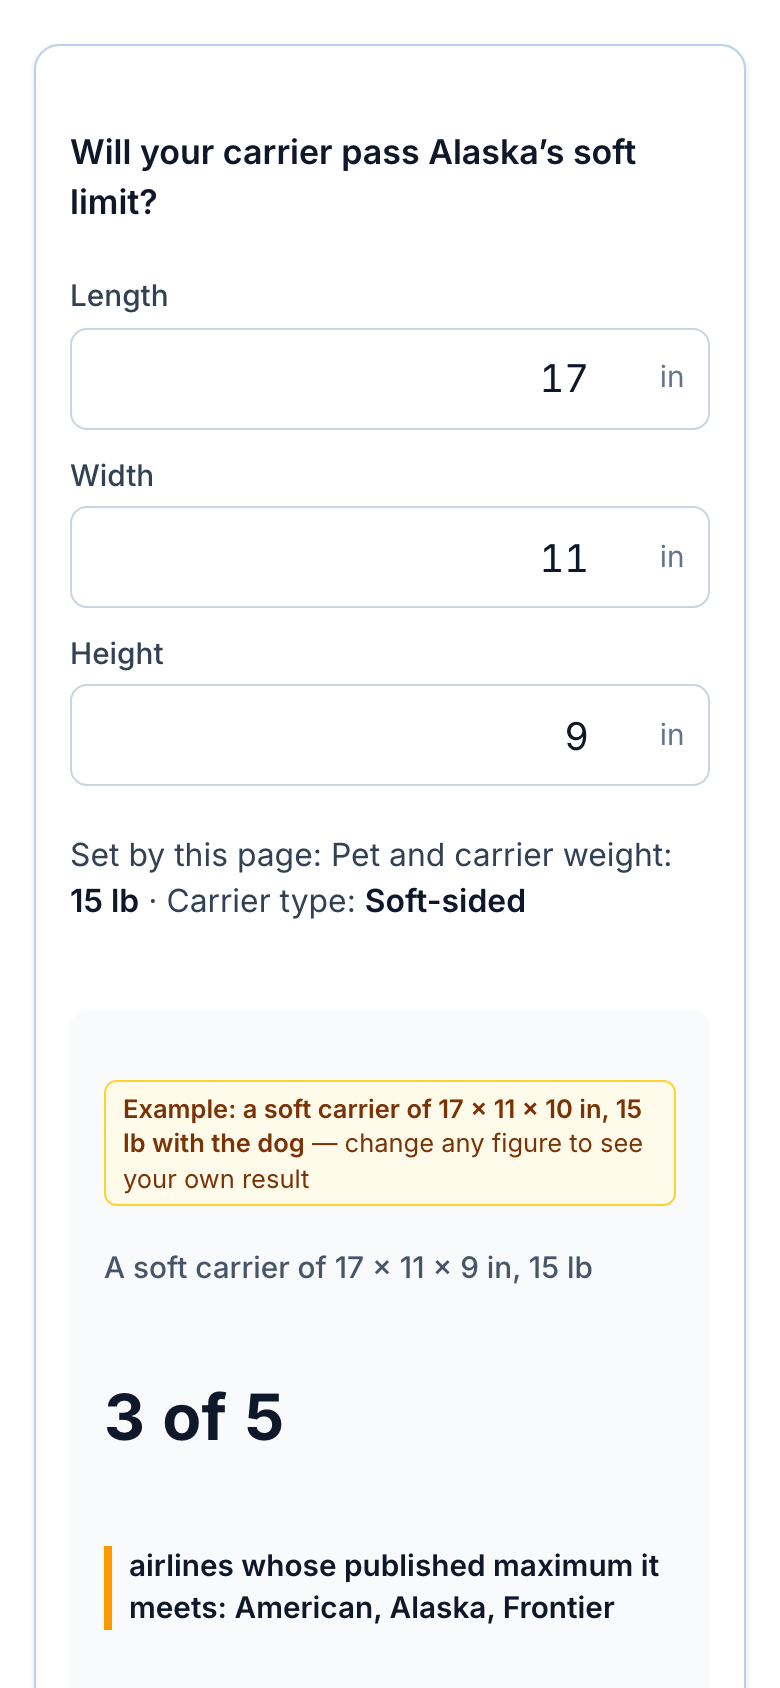 Will your carrier pass Alaska’s soft
limit?
Length
17 in
Width
11 in
Height
9 in
Set by this page: Pet and carrier weight:
15 lb · Carrier type: Soft-sided
Example: a soft carrier of 17 × 11 × 10 in, 15
lb with the dog — change any figure to see
your own result
A soft carrier of 17 × 11 × 9 in, 15 lb
3 of 5
airlines whose published maximum it
meets: American, Alaska, Frontier